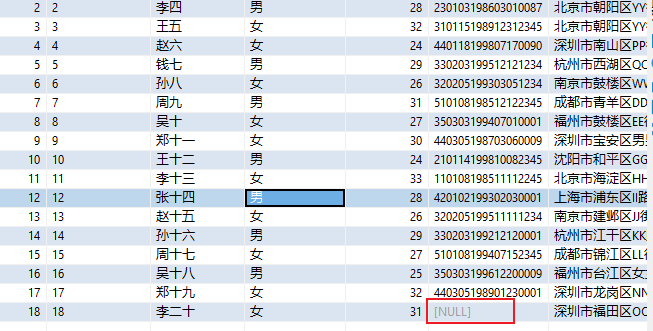 2 2 李四 男 28 230103198603010087 北京市朝阳区YY
3 3 王五 女 32 310115198912312345 北京市朝阳区YY
4 4 赵六 女 24 440118199807170090 深圳市南山区PP
5 5 钱七 男 29 330203199512121234 杭州市西湖区QQ
6 6 孙八 女 26 320205199303051234 南京市鼓楼区WW
7 7 周九 男 31 510108198512122345 成都市青羊区DD
8 8 吴十 女 27 350303199407010001 福州市鼓楼区EE
9 9 郑十一 女 30 440305198703060009 深圳市宝安区男
10 10 王十二 男 24 210114199810082345 沈阳市和平区GG
11 11 李十三 女 33 110108198511112245 北京市海淀区HH
12 12 张十四 男 28 420102199302030001 上海市浦东区II路
13 13 赵十五 女 26 320205199511111234 南京市建邺区JJ
14 14 孙十六 男 29 330203199212120001 杭州市江干区KK
15 15 周十七 女 27 510108199407152345 成都市锦江区LL
16 16 吴十八 男 25 350303199612209009 福州市台江区女
17 17 郑十九 女 32 440305198901230001 深圳市龙岗区NN
18 18 李二十 女 31 [NULL] 深圳市福田区OO